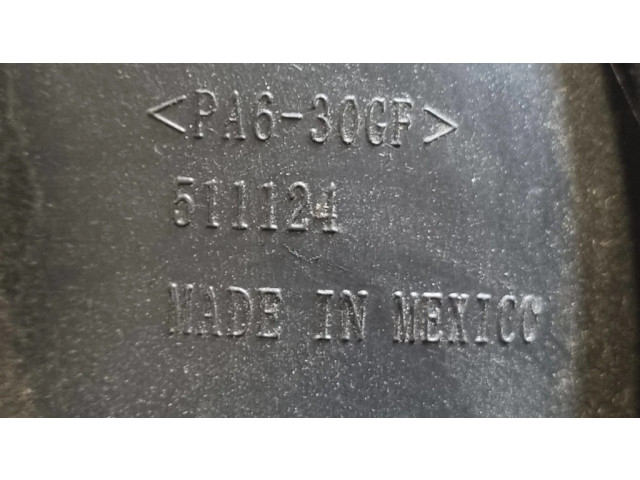 <PA6-30GF>
511124
MADE IN MEXICO